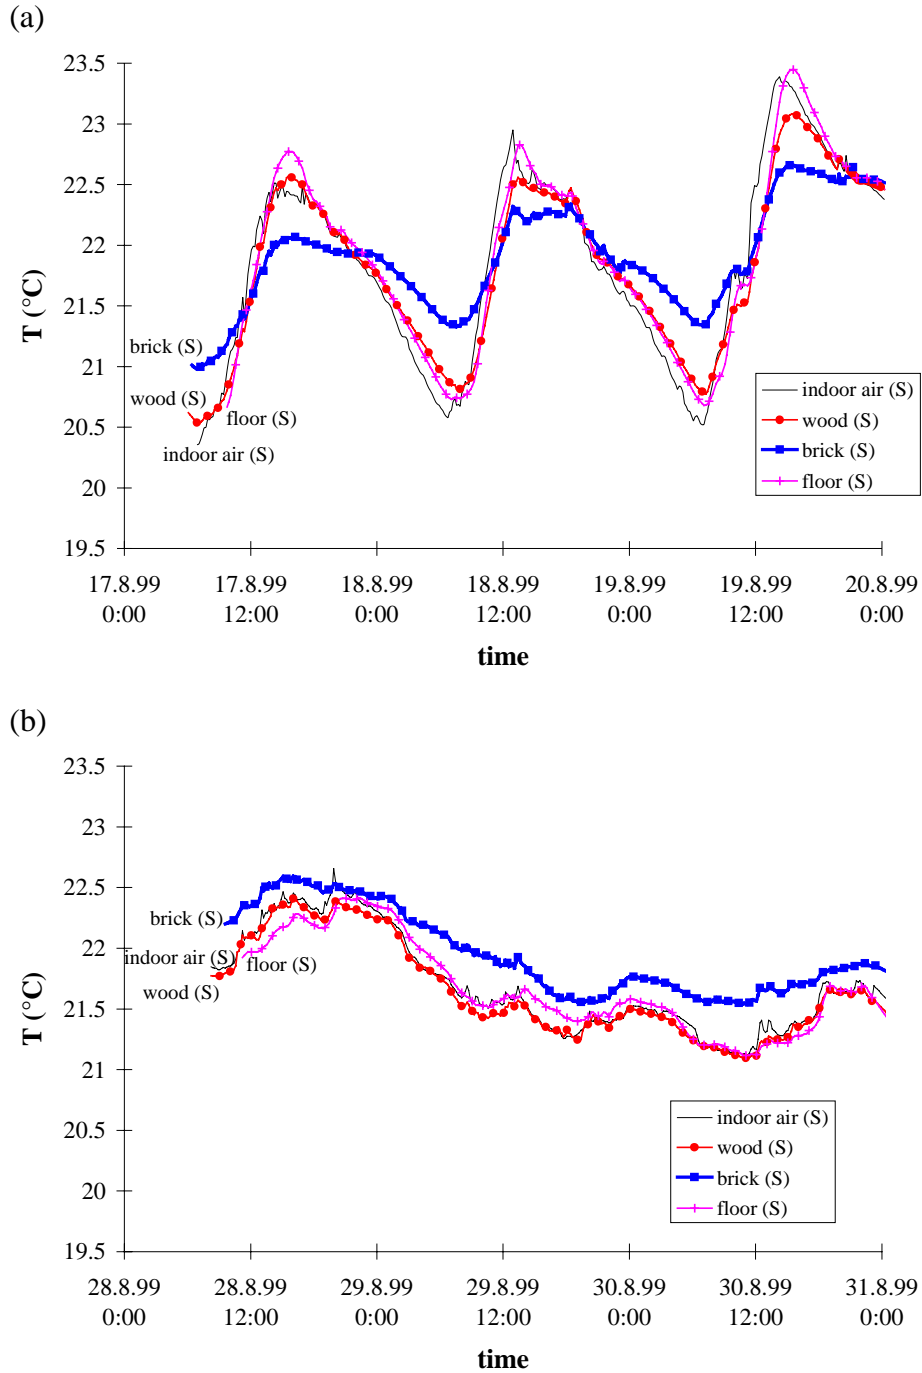 (a)
23.5
23
22.5
22
21.5
21
20.5
20
19.5
T (°C)
brick (S)
wood (S)
floor (S)
indoor air (S)
indoor air (S)
wood (S)
brick (S)
floor (S)
17.8.99 17.8.99 18.8.99 18.8.99 19.8.99 19.8.99 20.8.99
0:00 12:00 0:00 12:00 0:00 12:00 0:00
time
(b)
23.5
23
22.5
22
21.5
21
20.5
20
19.5
T (°C)
brick (S)
indoor air (S)
floor (S)
wood (S)
indoor air (S)
wood (S)
brick (S)
floor (S)
28.8.99 28.8.99 29.8.99 29.8.99 30.8.99 30.8.99 31.8.99
0:00 12:00 0:00 12:00 0:00 12:00 0:00
time